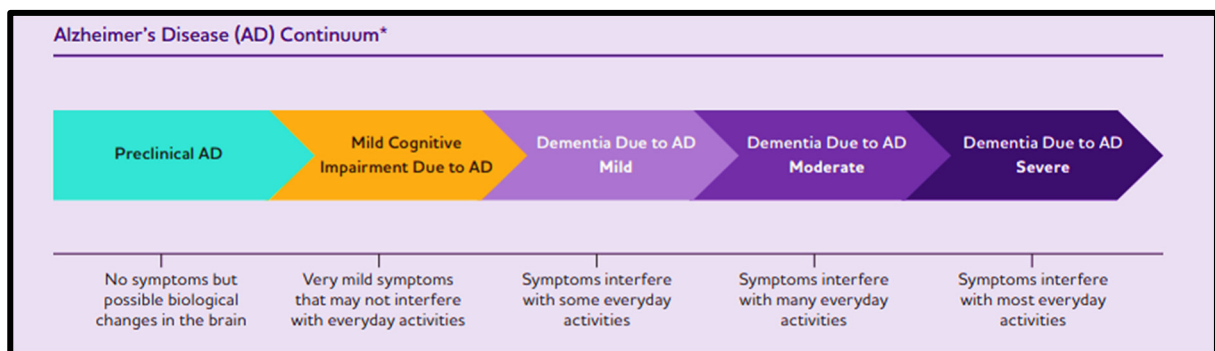 Alzheimer's Disease (AD) Continuum*
Preclinical AD
Mild Cognitive
Impairment Due to AD
Dementia Due to AD
Mild
Dementia Due to AD
Moderate
Dementia Due to AD
Severe
No symptoms but
possible biological
changes in the brain
Very mild symptoms
that may not interfere
with everyday activities
Symptoms interfere
with some everyday
activities
Symptoms interfere
with many everyday
activities
Symptoms interfere
with most everyday
activities